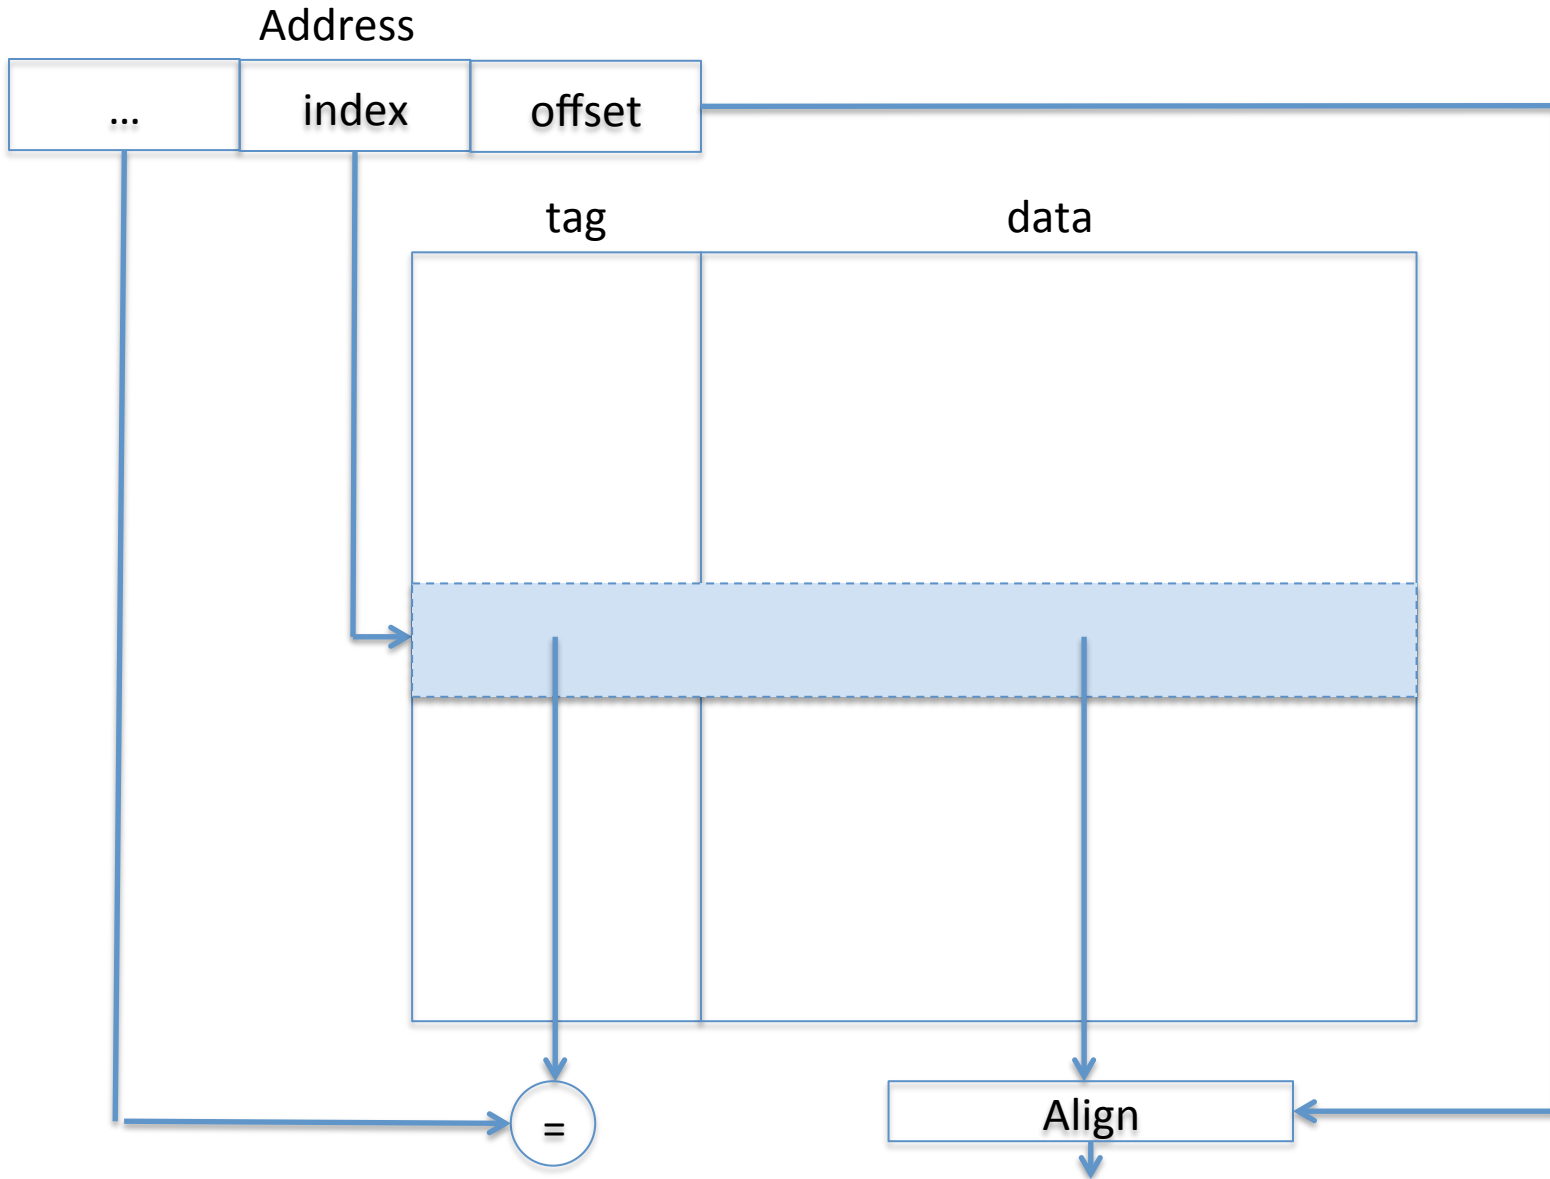 Address
... index offset
tag data
=
Align